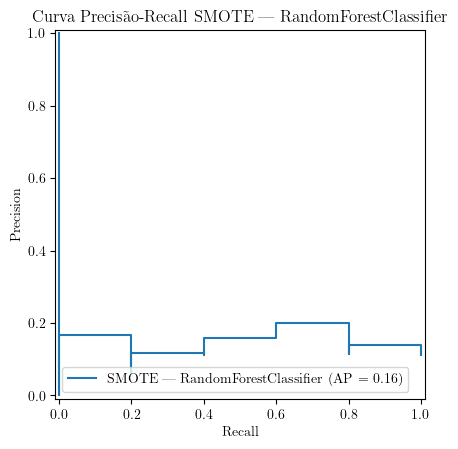 Curva Precisão-Recall SMOTE — RandomForestClassifier
1.0
0.8
0.6
0.4
0.2
0.0
Precision
SMOTE — RandomForestClassifier (AP = 0.16)
0.0 0.2 0.4 0.6 0.8 1.0
Recall